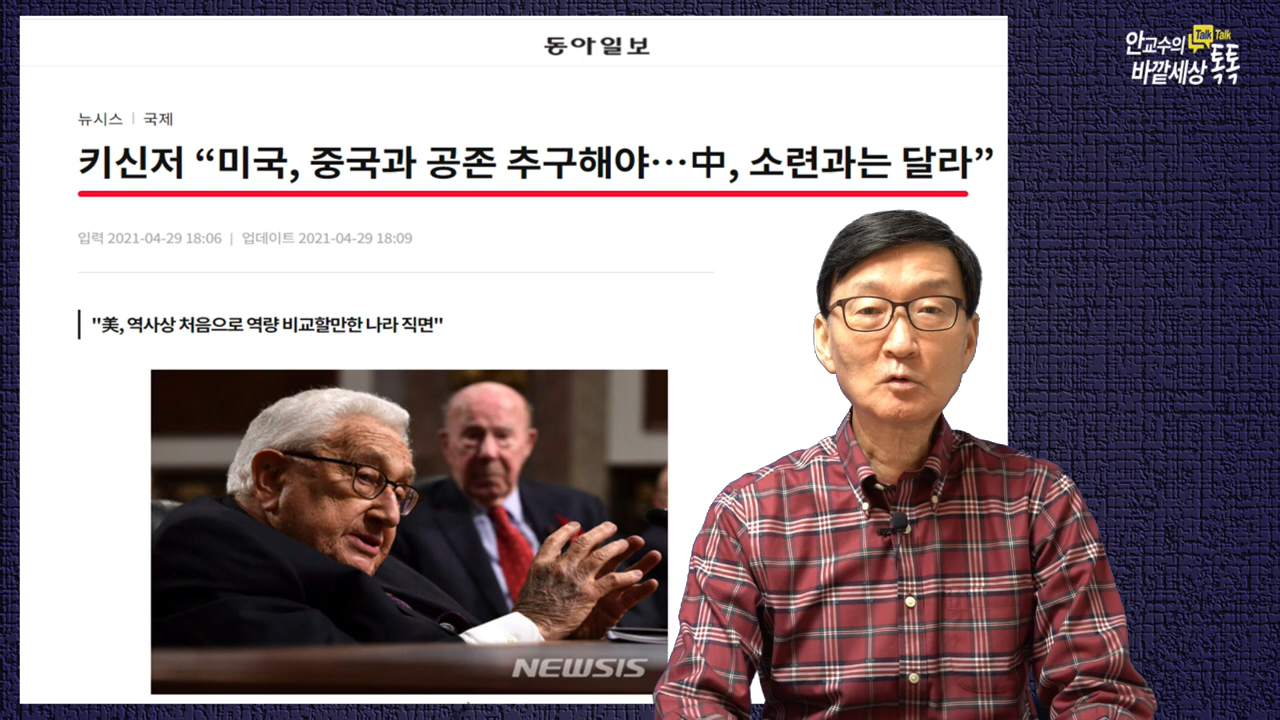 동아일보
안교수의 Talk Talk
바깥세상 톡톡
뉴시스 | 국제
키신저 “미국, 중국과 공존 추구해야…中, 소련과는 달라”
입력 2021-04-29 18:06 | 업데이트 2021-04-29 18:09
"美, 역사상 처음으로 역량 비교할만한 나라 직면"
NEWSIS